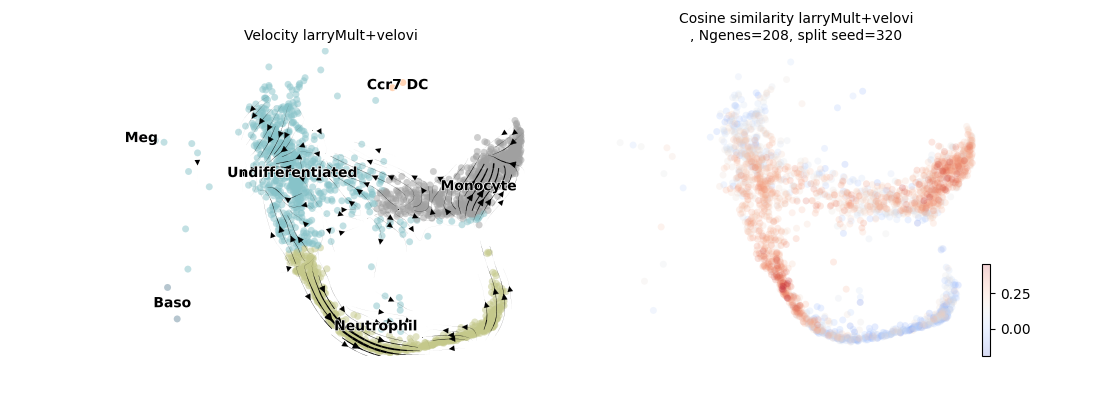 Velocity larryMult+velovi
Ccr7 DC
Meg
Undifferentiated
Monocyte
Baso
Neutrophil
Cosine similarity larryMult+velovi
, Ngenes=208, split seed=320
0.25
0.00